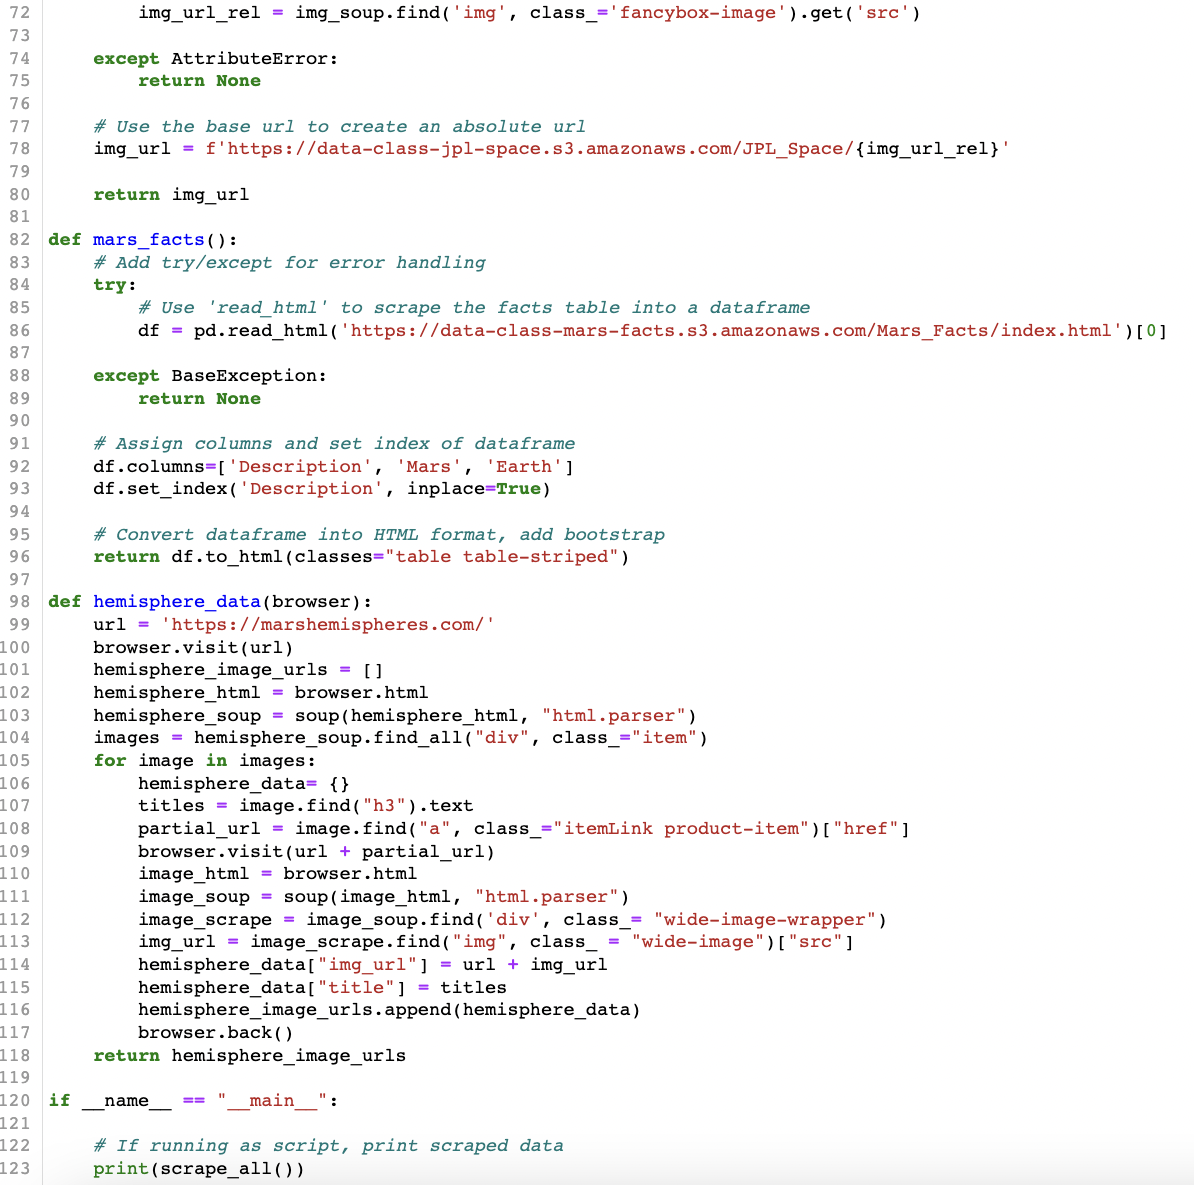 72         img_url_rel = img_soup.find('img', class_='fancybox-image').get('src')
73
74     except AttributeError:
75         return None
76
77     # Use the base url to create an absolute url
78     img_url = f'https://data-class-jpl-space.s3.amazonaws.com/JPL_Space/{img_url_rel}'
79
80     return img_url
81
82 def mars_facts():
83     # Add try/except for error handling
84     try:
85         # Use 'read_html' to scrape the facts table into a dataframe
86         df = pd.read_html('https://data-class-mars-facts.s3.amazonaws.com/Mars_Facts/index.html')[0]
87
88     except BaseException:
89         return None
90
91     # Assign columns and set index of dataframe
92     df.columns=['Description', 'Mars', 'Earth']
93     df.set_index('Description', inplace=True)
94
95     # Convert dataframe into HTML format, add bootstrap
96     return df.to_html(classes="table table-striped")
97
98 def hemisphere_data(browser):
99     url = 'https://marshemispheres.com/'
100     browser.visit(url)
101     hemisphere_image_urls = []
102     hemisphere_html = browser.html
103     hemisphere_soup = soup(hemisphere_html, "html.parser")
104     images = hemisphere_soup.find_all("div", class_="item")
105     for image in images:
106         hemisphere_data= {}
107         titles = image.find("h3").text
108         partial_url = image.find("a", class_="itemLink product-item")["href"]
109         browser.visit(url + partial_url)
110         image_html = browser.html
111         image_soup = soup(image_html, "html.parser")
112         image_scrape = image_soup.find('div', class_= "wide-image-wrapper")
113         img_url = image_scrape.find("img", class_ = "wide-image")["src"]
114         hemisphere_data["img_url"] = url + img_url
115         hemisphere_data["title"] = titles
116         hemisphere_image_urls.append(hemisphere_data)
117         browser.back()
118     return hemisphere_image_urls
119
120 if __name__ == "__main__":
121
122     # If running as script, print scraped data
123     print(scrape_all())